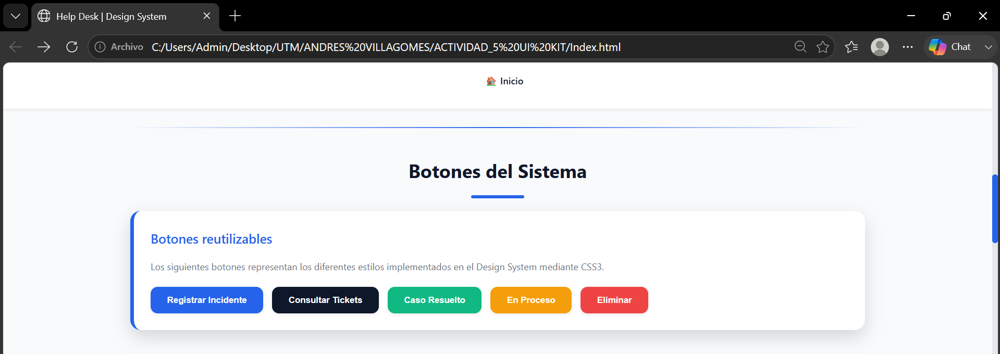 Help Desk | Design System
Archivo C:/Users/Admin/Desktop/UTM/ANDRES%20VILLAGOMES/ACTIVIDAD_5%20UI%20KIT/Index.html
Chat
Inicio
Botones del Sistema
Botones reutilizables
Los siguientes botones representan los diferentes estilos implementados en el Design System mediante CSS3.
Registrar Incidente Consultar Tickets Caso Resuelto En Proceso Eliminar